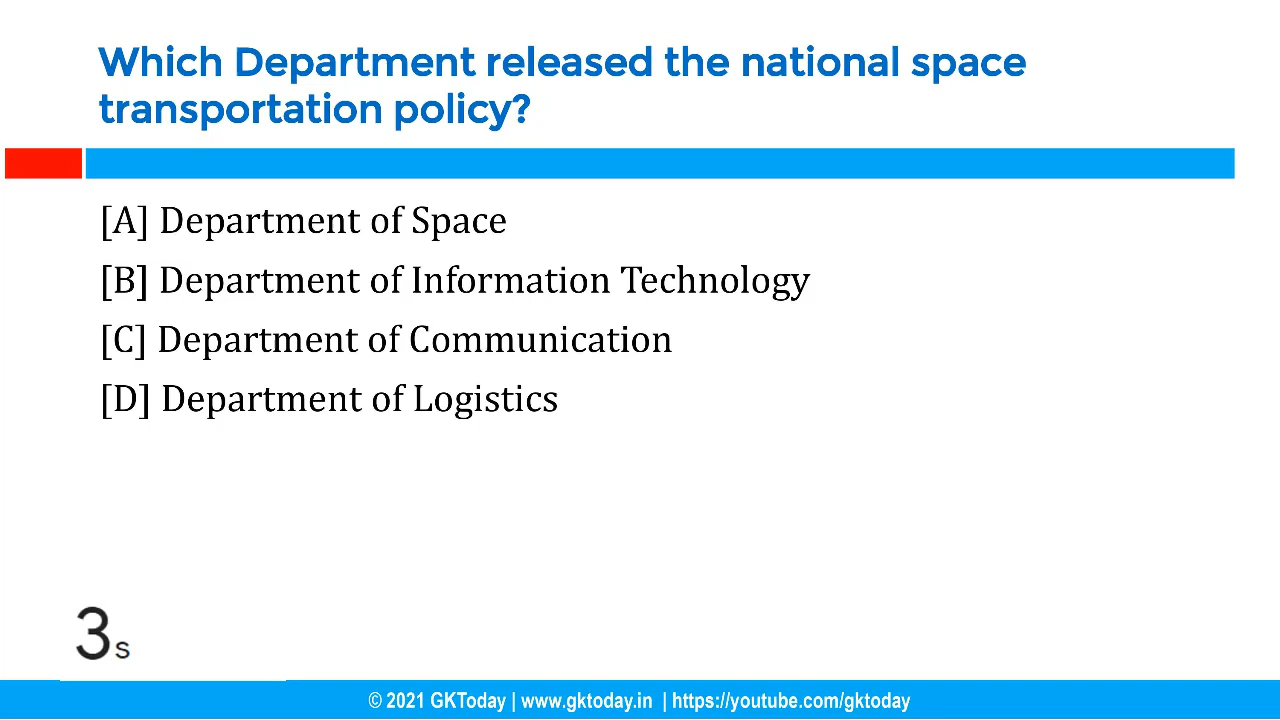 Which Department released the national space
transportation policy?
[A] Department of Space
[B] Department of Information Technology
[C] Department of Communication
[D] Department of Logistics
3s
© 2021 GKToday | www.gktoday.in | https://youtube.com/gktoday